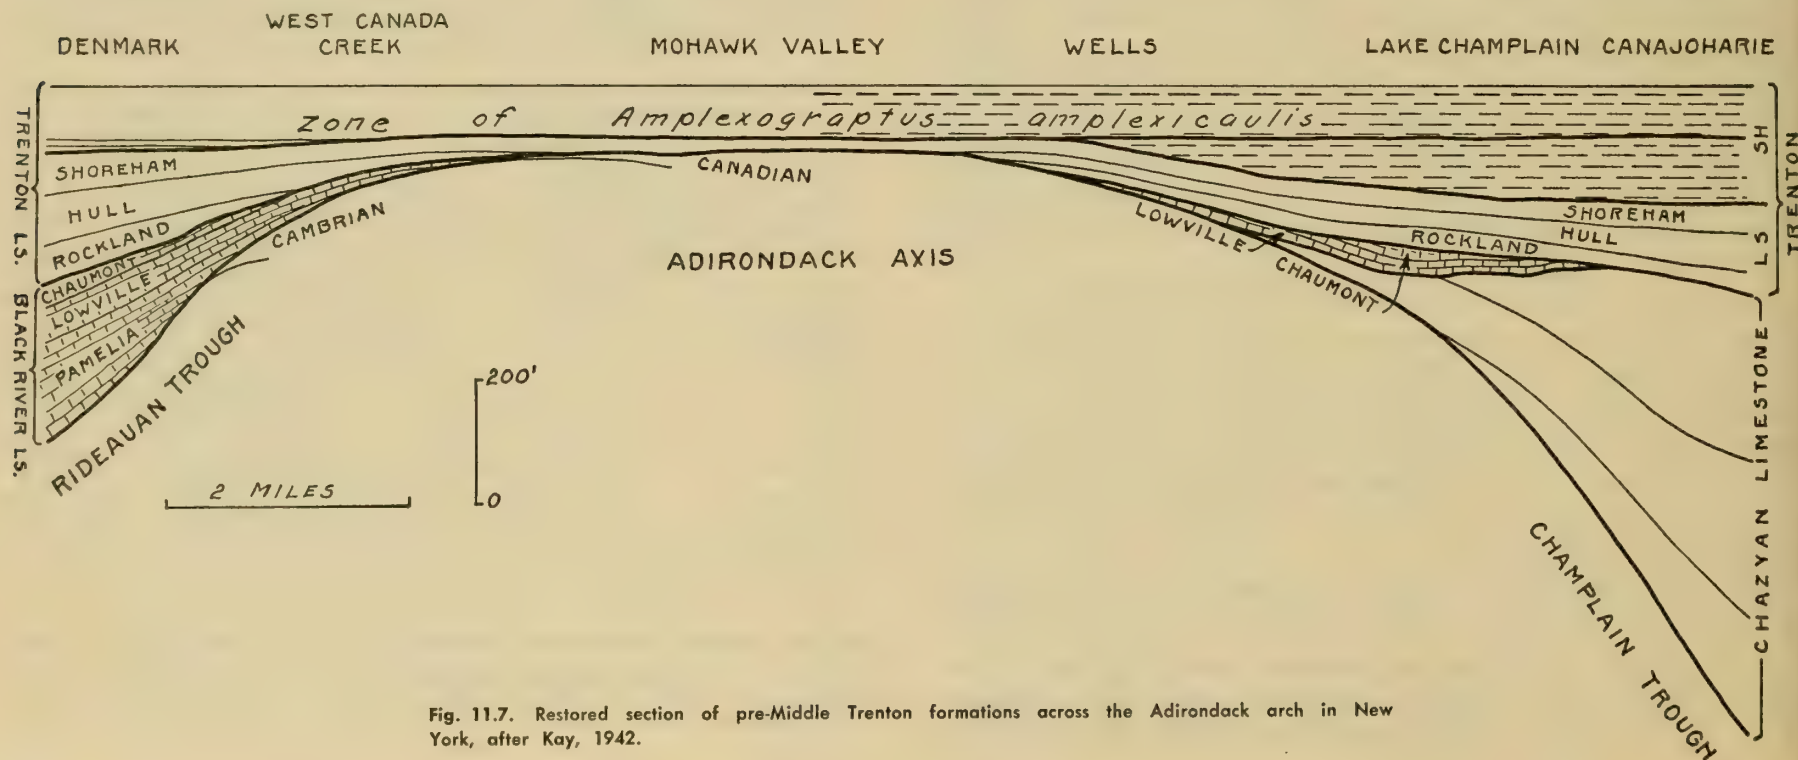 WEST CANADA
DENMARK CREEK MOHAWK VALLEY WELLS LAKE CHAMPLAIN CANAJOHARIE
zone of Amplexograptus amplexicaulis
TRENTON LS.
BLACK RIVER LS.
SHOREHAM
HULL
ROCKLAND
CHAUMONT
LOWVILLE
PAMELIA
CAMBRIAN
RIDEAUAN TROUGH
CANADIAN
ADIRONDACK AXIS
200'
0
2 MILES
LOWVILLE
CHAUMONT
ROCKLAND
SHOREHAM
HULL
SH
LS
TRENTON
CHAZYAN LIMESTONE
CHAMPLAIN TROUGH
Fig. 11.7. Restored section of pre-Middle Trenton formations across the Adirondack arch in New
York, after Kay, 1942.